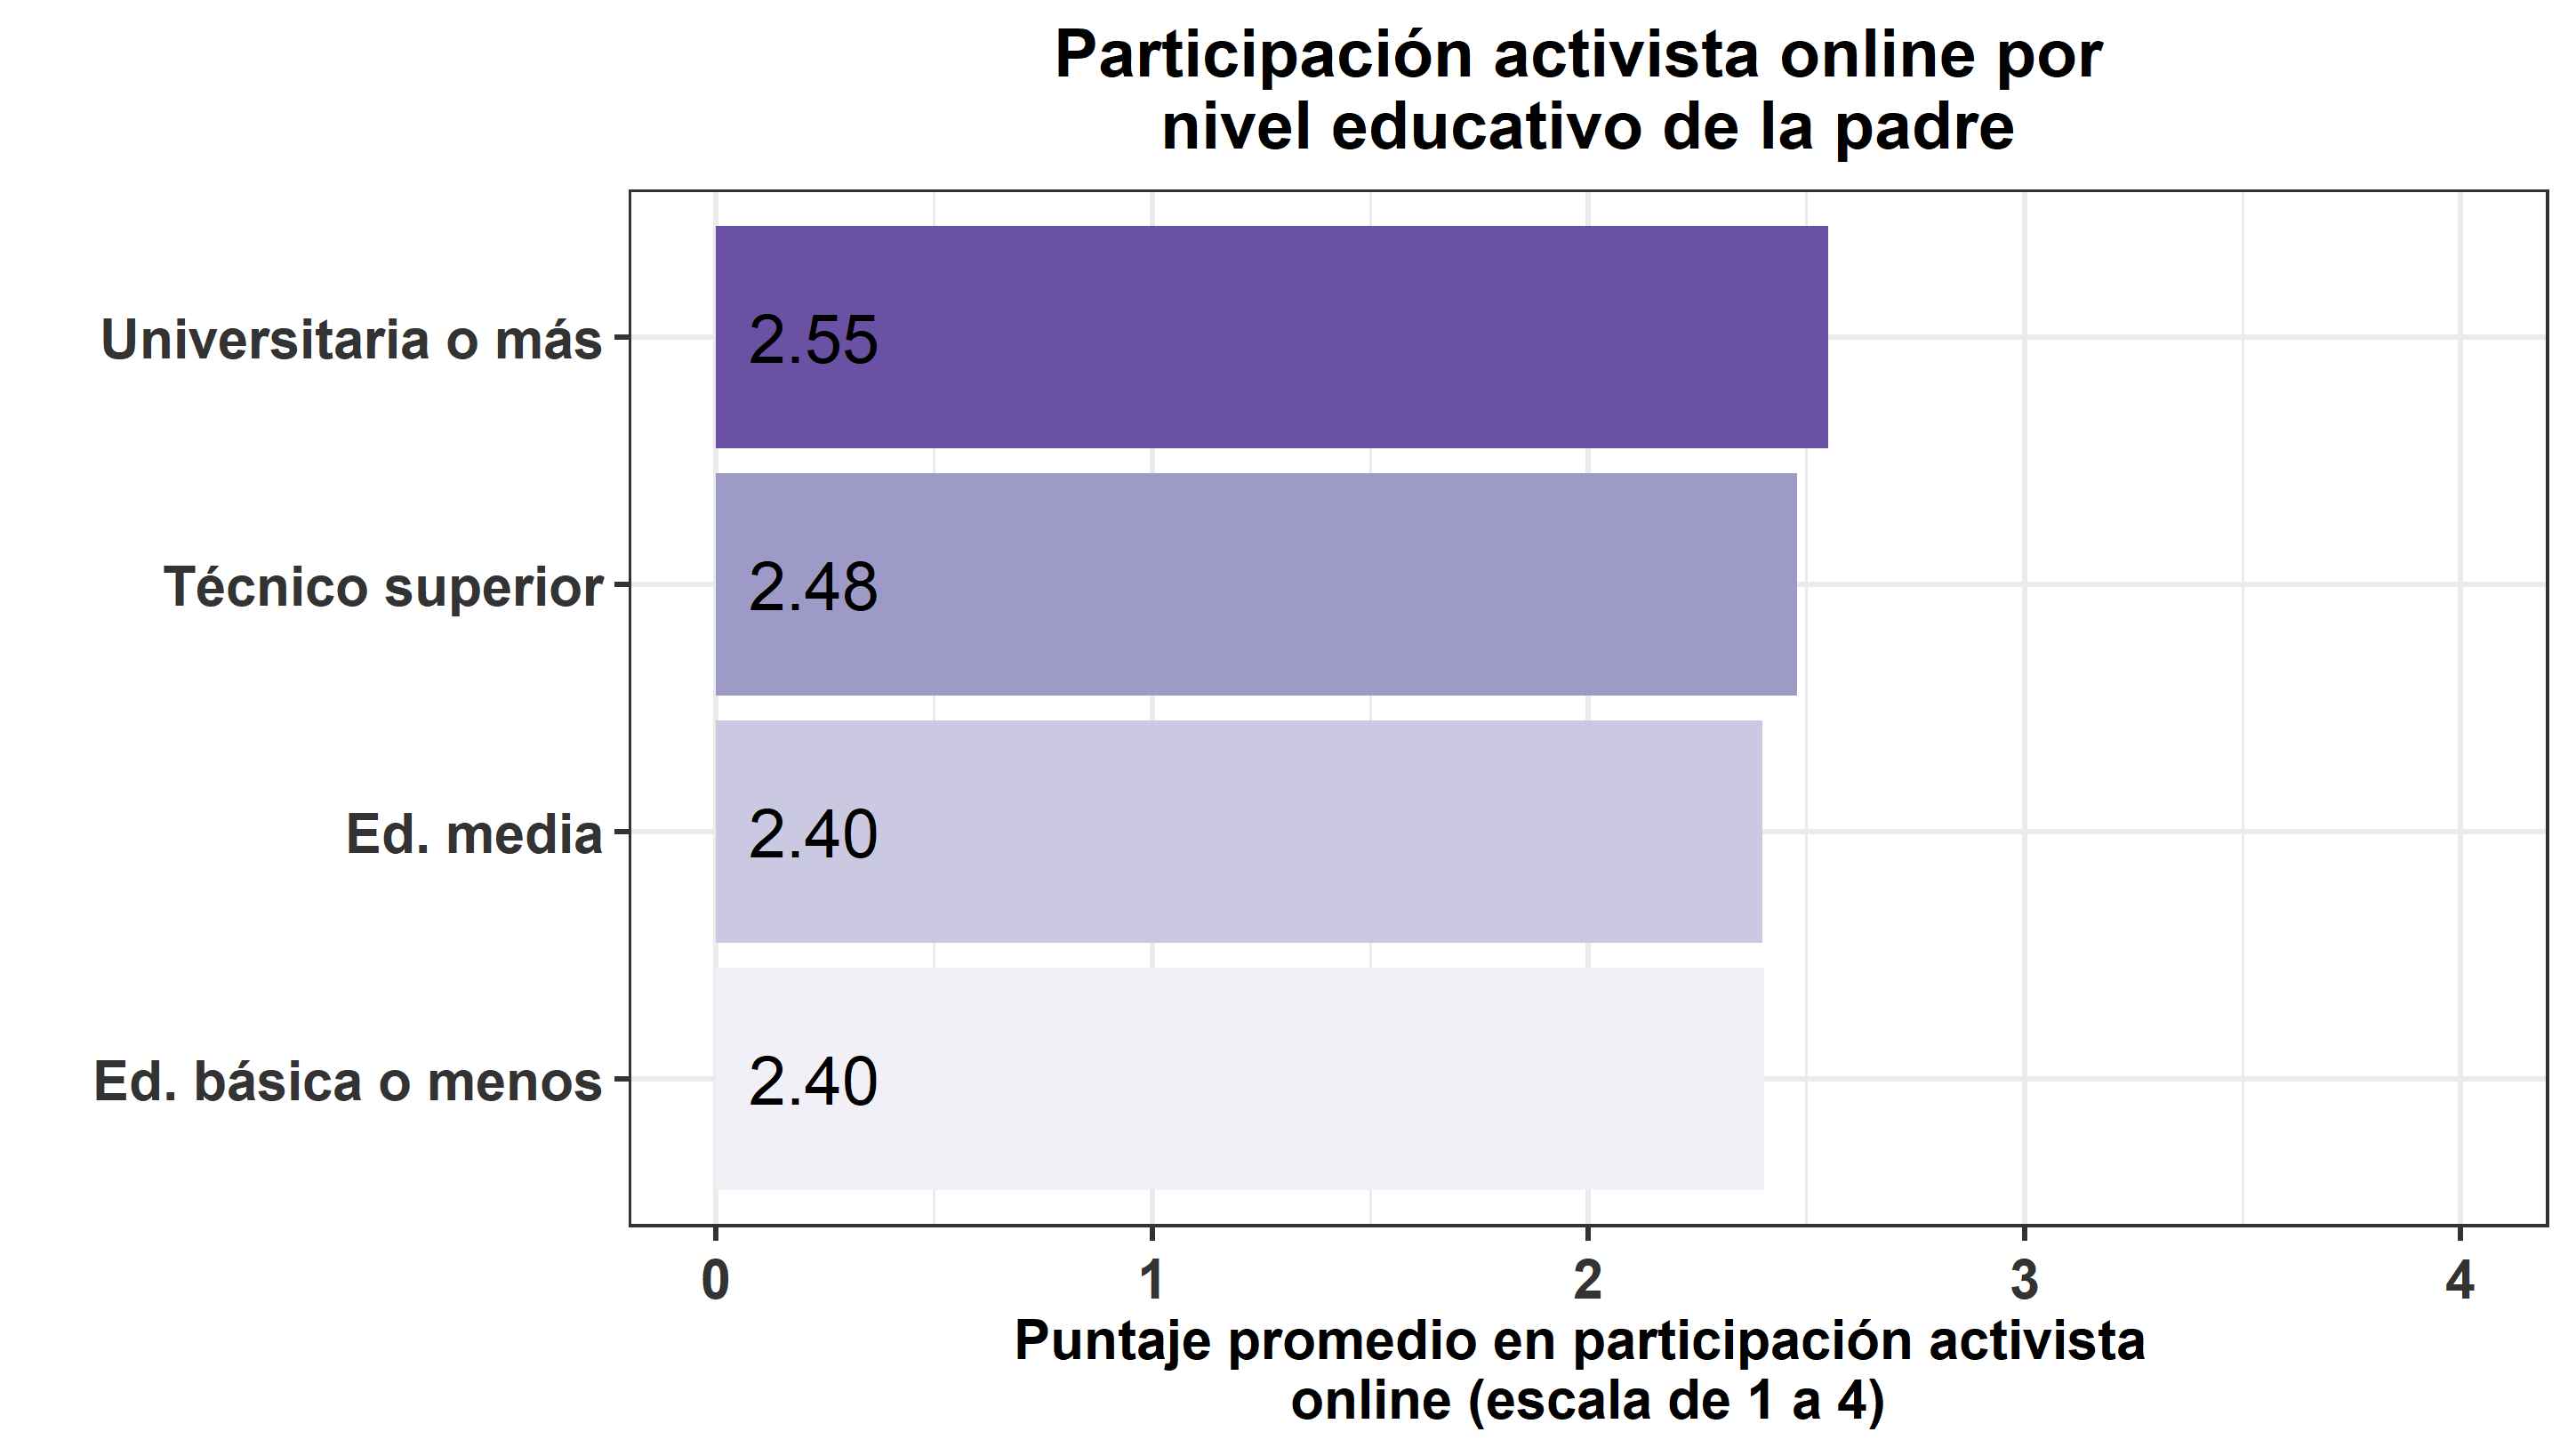 Participación activista online por
nivel educativo de la padre
Universitaria o más
2.55
Técnico superior
2.48
Ed. media
2.40
Ed. básica o menos
2.40
0 1 2 3 4
Puntaje promedio en participación activista
online (escala de 1 a 4)